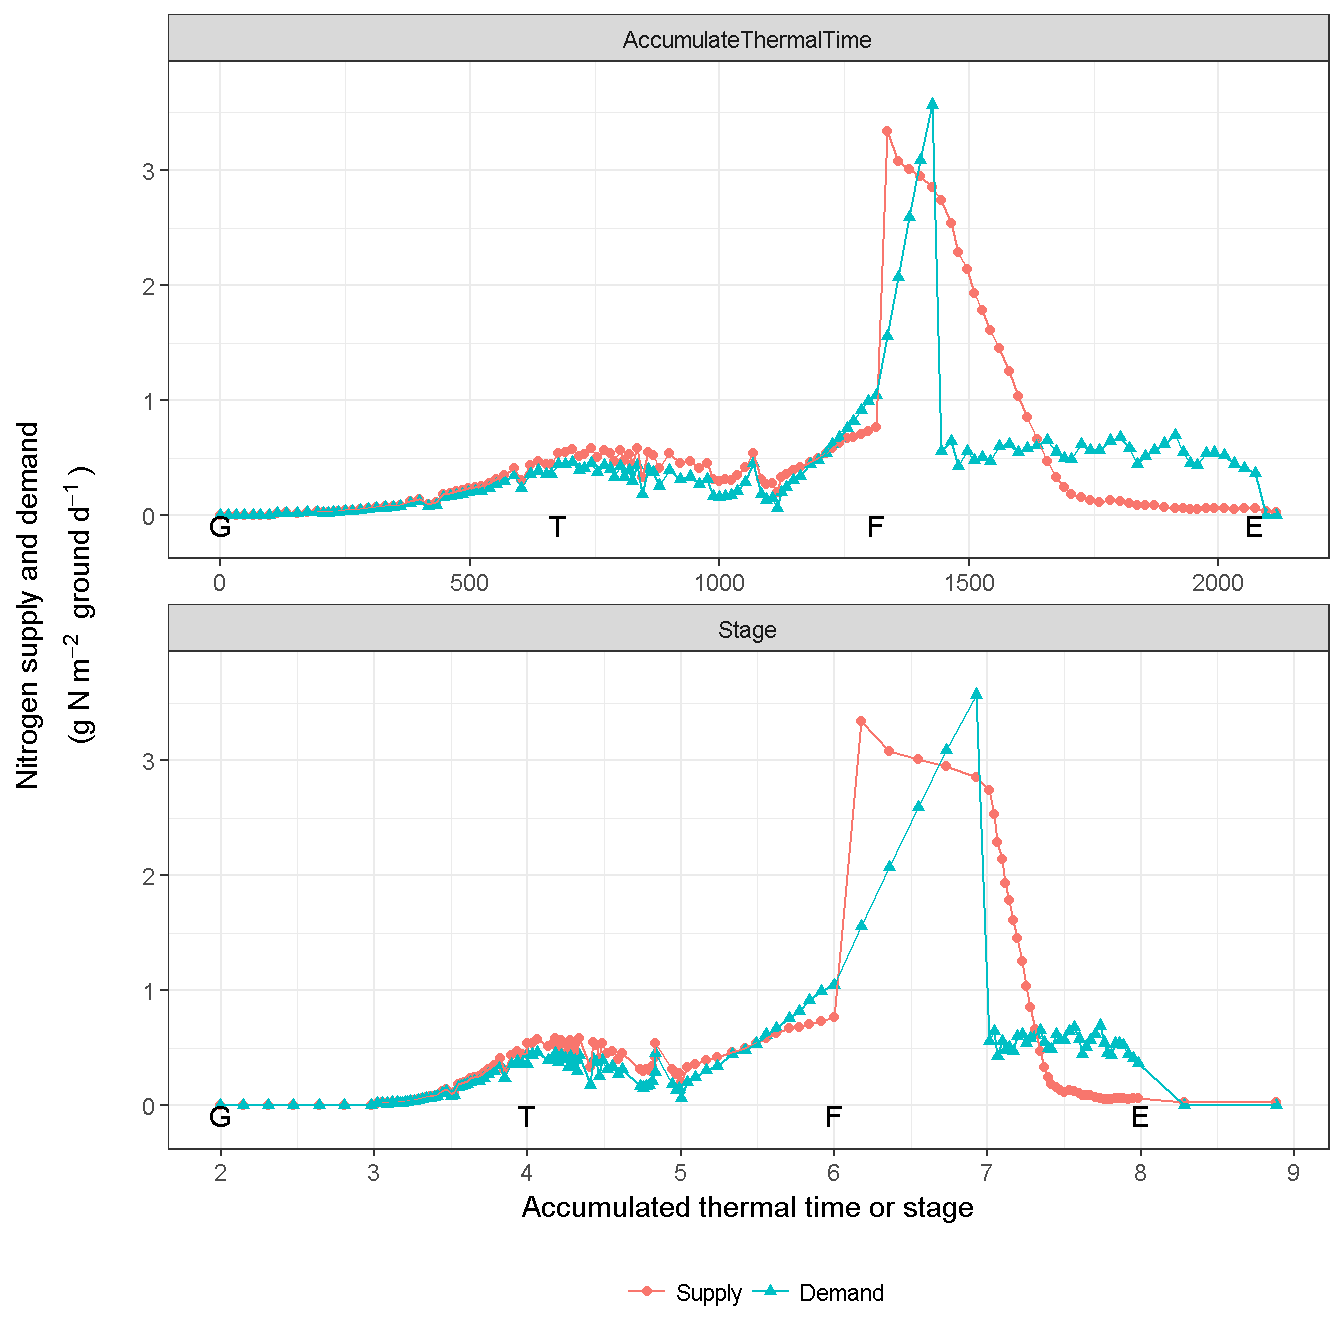 AccumulateThermalTime
3
2
1
0
G T F E
0 500 1000 1500 2000
Stage
3
2
1
0
G T F E
2 3 4 5 6 7 8 9
Nitrogen supply and demand
(g N m⁻² ground d⁻¹)
Accumulated thermal time or stage
Supply Demand